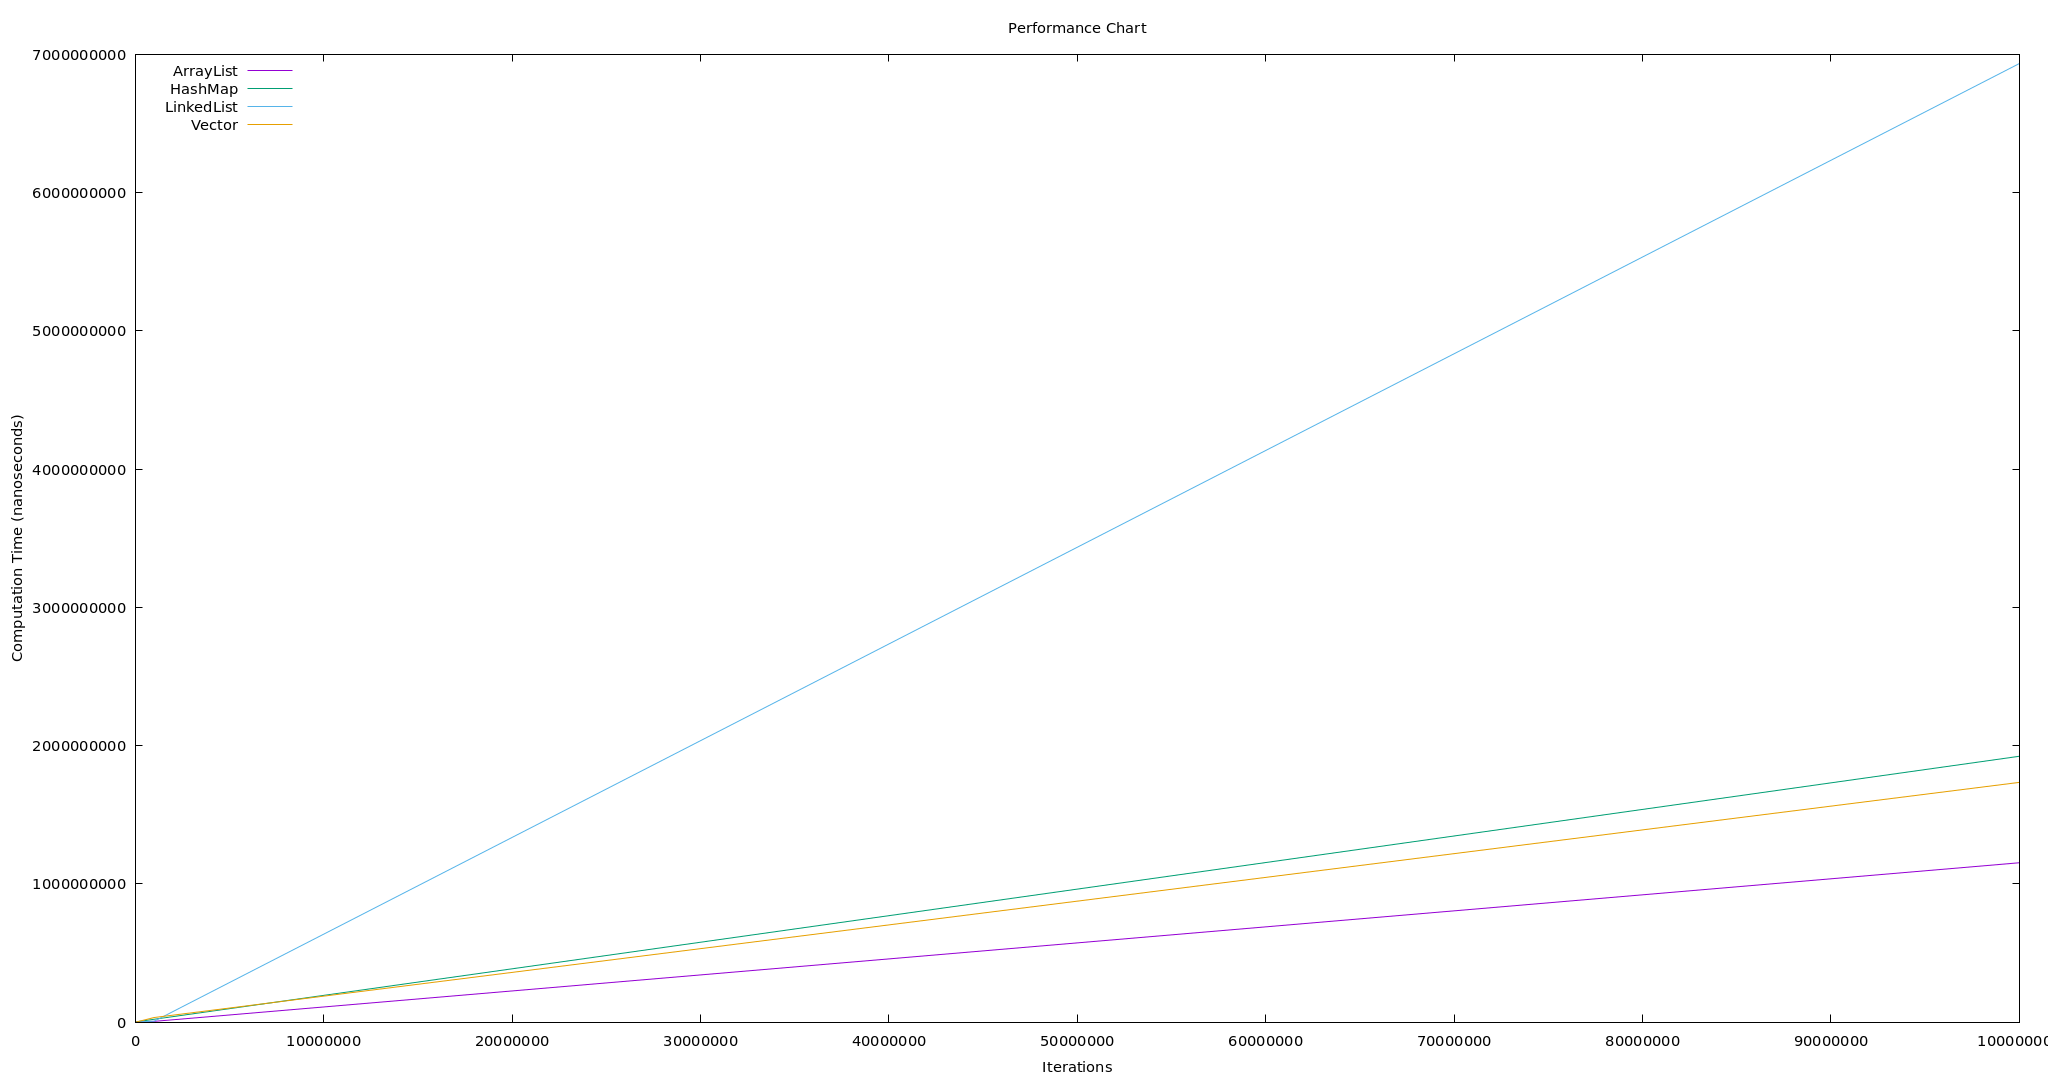 Performance Chart
7000000000
6000000000
5000000000
4000000000
3000000000
2000000000
1000000000
0
Computation Time (nanoseconds)
ArrayList
HashMap
LinkedList
Vector
0 10000000 20000000 30000000 40000000 50000000 60000000 70000000 80000000 90000000 10000000
Iterations